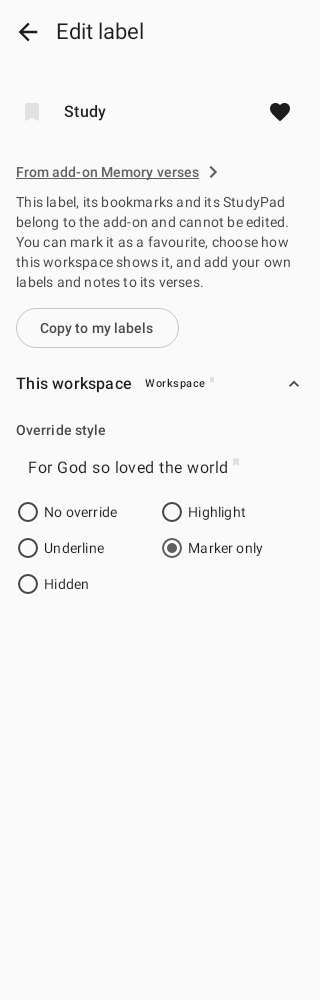 Edit label
Study
From add-on Memory verses
This label, its bookmarks and its StudyPad
belong to the add-on and cannot be edited.
You can mark it as a favourite, choose how
this workspace shows it, and add your own
labels and notes to its verses.
Copy to my labels
This workspace Workspace
Override style
For God so loved the world
No override Highlight
Underline Marker only
Hidden